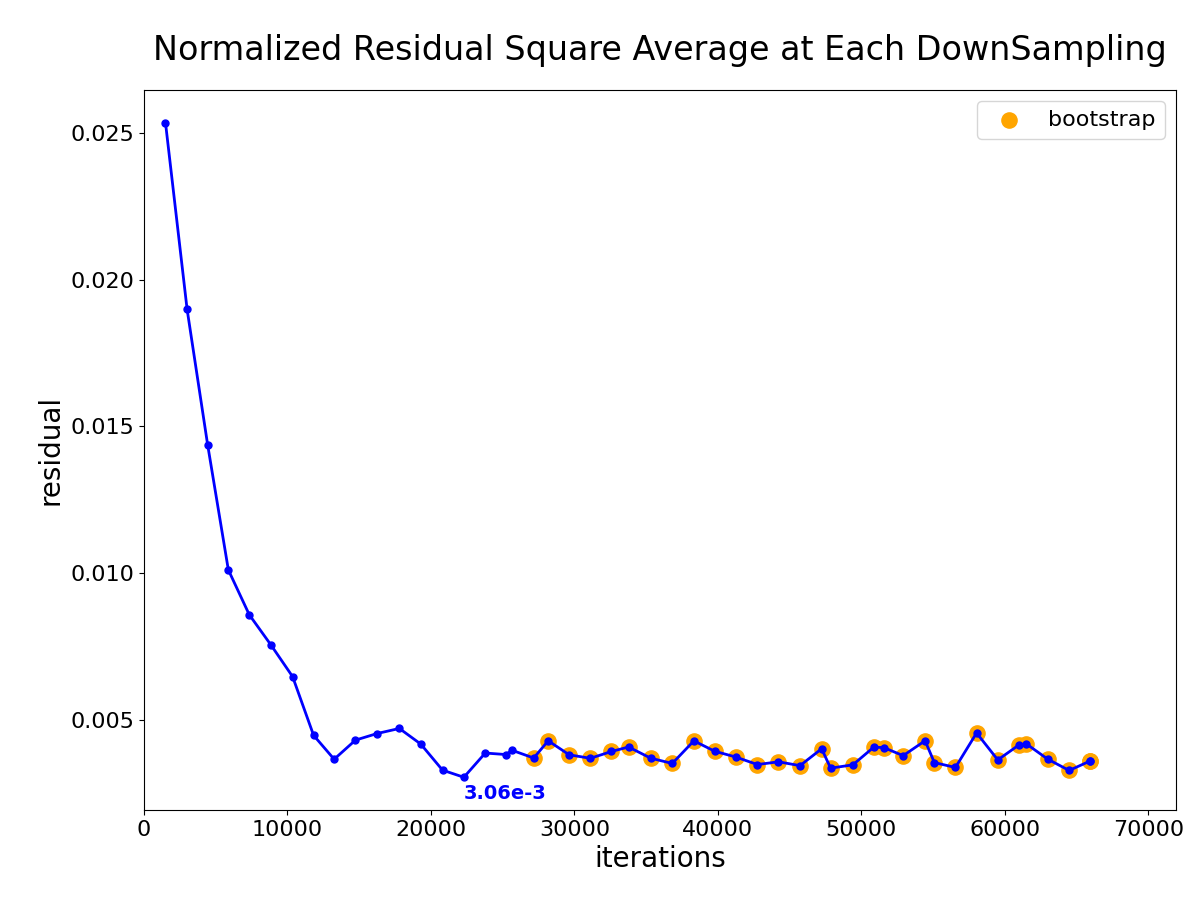 Normalized Residual Square Average at Each DownSampling
bootstrap
0.025
0.020
0.015
0.010
0.005
residual
3.06e-3
0 10000 20000 30000 40000 50000 60000 70000
iterations